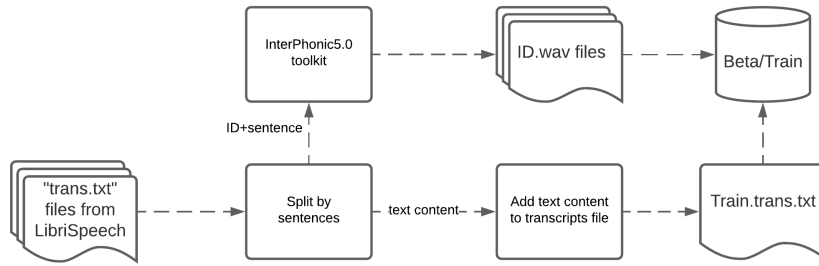 InterPhonic5.0
toolkit
ID.wav files
Beta/Train
ID+sentence
"trans.txt"
files from
LibriSpeech
Split by
sentences
text content
Add text content
to transcripts file
Train.trans.txt